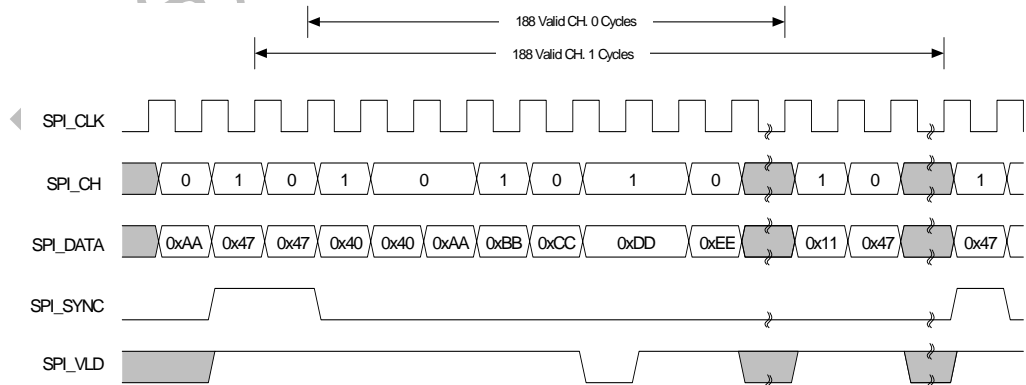 188 Valid CH. 0 Cycles
188 Valid CH. 1 Cycles
SPI_CLK
SPI_CH 0 1 0 1 0 1 0 1 0 1 0 1
SPI_DATA 0xAA 0x47 0x47 0x40 0x40 0xAA 0xBB 0xCC 0xDD 0xEE 0x11 0x47 0x47
SPI_SYNC
SPI_VLD